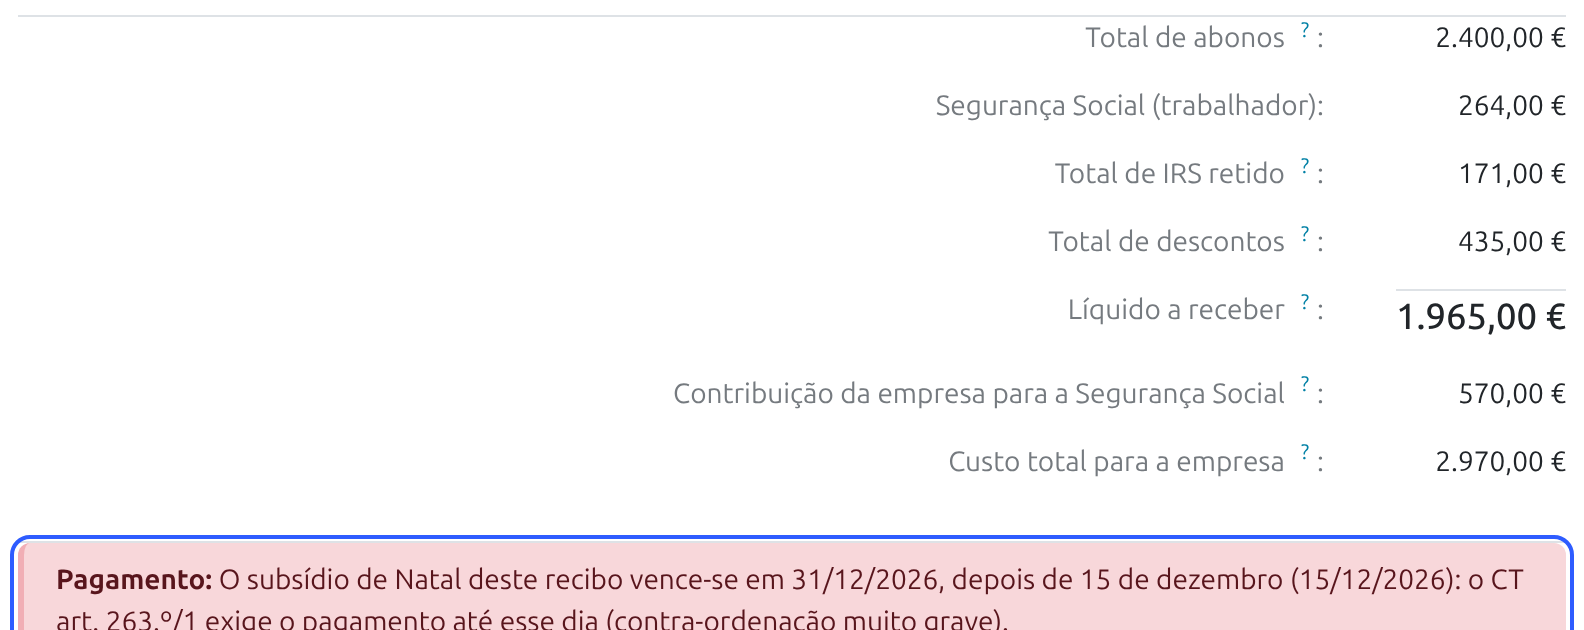 Total de abonos ? : 2.400,00 €
Segurança Social (trabalhador): 264,00 €
Total de IRS retido ? : 171,00 €
Total de descontos ? : 435,00 €
Líquido a receber ? : 1.965,00 €
Contribuição da empresa para a Segurança Social ? : 570,00 €
Custo total para a empresa ? : 2.970,00 €
Pagamento: O subsídio de Natal deste recibo vence-se em 31/12/2026, depois de 15 de dezembro (15/12/2026): o CT
art. 263.º/1 exige o pagamento até esse dia (contra-ordenação muito grave).